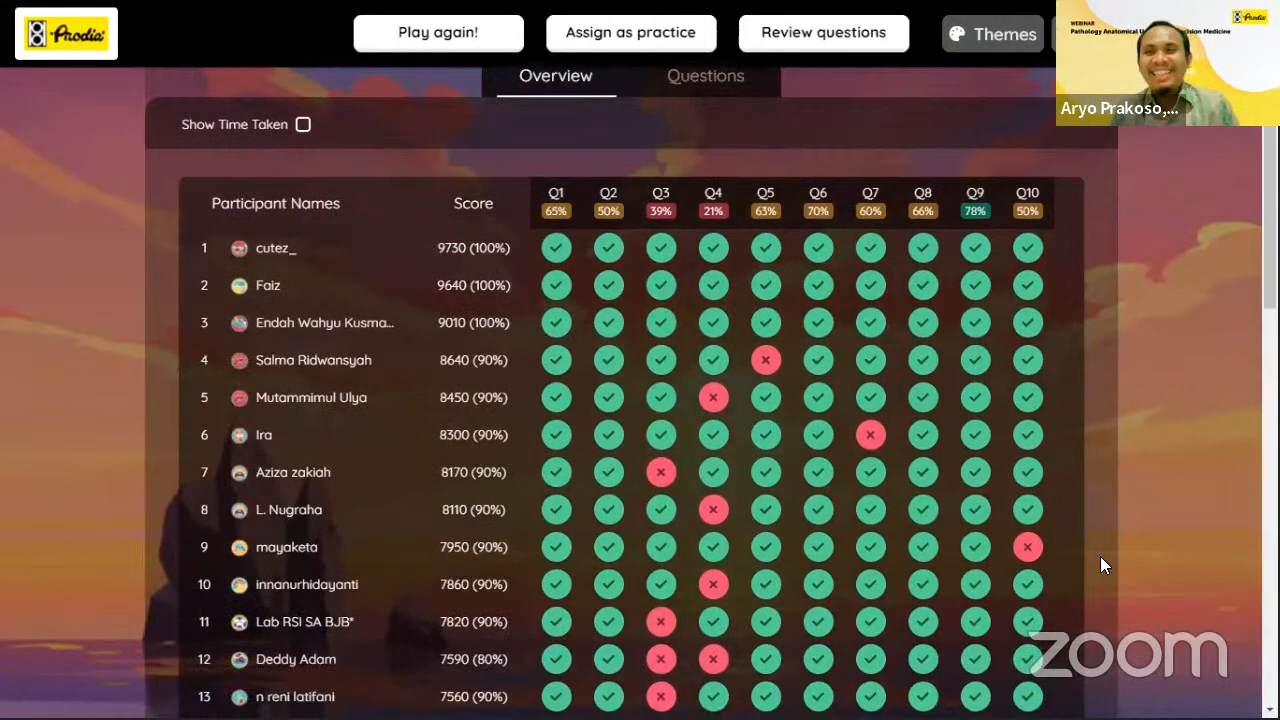 Prodia
Play again!
Assign as practice
Review questions
Themes
WEBINAR
Prodia
Pathology Anatomical
Medicine
Aryo Prakoso,...
Overview
Questions
Show Time Taken
Participant Names Score Q1 Q2 Q3 Q4 Q5 Q6 Q7 Q8 Q9 Q10
65% 50% 39% 21% 63% 70% 60% 66% 78% 50%
1 cutez_ 9730 (100%)
2 Faiz 9640 (100%)
3 Endah Wahyu Kusma... 9010 (100%)
4 Salma Ridwansyah 8640 (90%)
5 Mutammimul Ulya 8450 (90%)
6 Ira 8300 (90%)
7 Aziza zakiah 8170 (90%)
8 L. Nugraha 8110 (90%)
9 mayaketa 7950 (90%)
10 innanurhidayanti 7860 (90%)
11 Lab RSI SA BJB* 7820 (90%)
12 Deddy Adam 7590 (80%)
13 n reni latifani 7560 (90%)
zoom